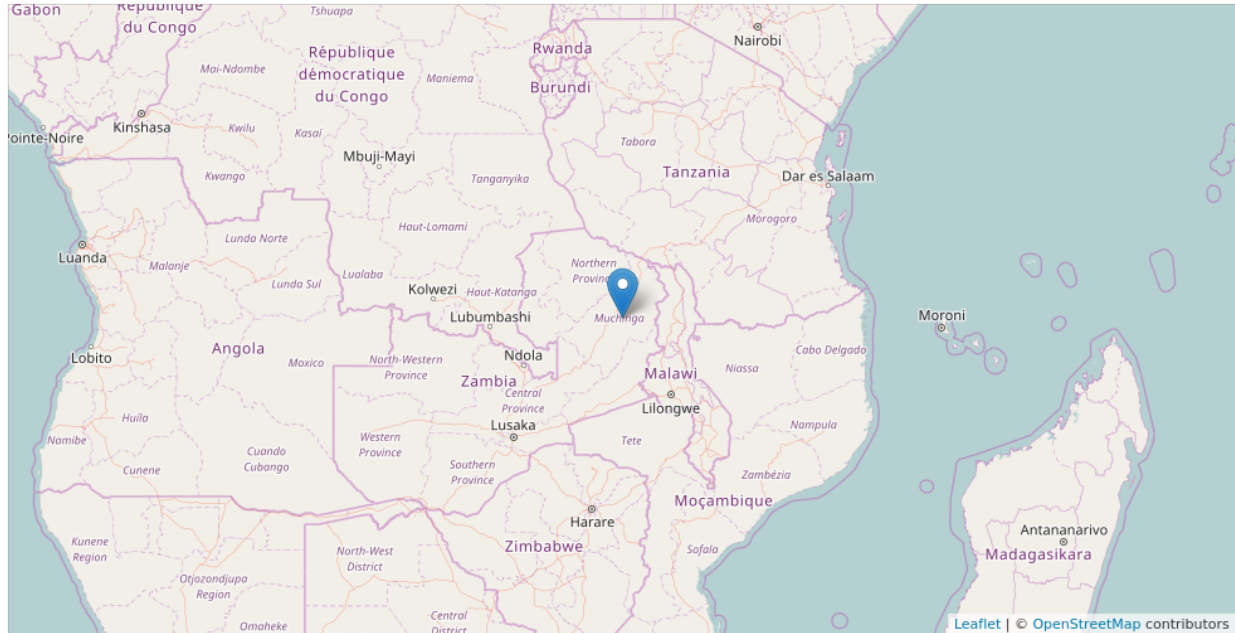 Gabon
République
du Congo
Tshuapa
Nairobi
Rwanda
République
démocratique
du Congo
Mai-Ndombe
Maniema
Burundi
Kinshasa
Pointe-Noire
Kwilu
Kasai
Tabora
Mbuji-Mayi
Kwango
Tanganyika
Tanzania
Dar es Salaam
Morogoro
Haut-Lomami
Lunda Norte
Luanda
Malanje
Lualaba
Lunda Sul
Northern
Province
Kolwezi
Haut-Katanga
Lubumbashi
Muchinga
Moroni
Lobito
Angola
Moxico
North-Western
Province
Ndola
Zambia
Malawi
Niassa
Cabo Delgado
Central
Province
Lilongwe
Huíla
Lusaka
Namibe
Western
Province
Tete
Nampula
Cuando
Cubango
Cunene
Southern
Province
Zambézia
Moçambique
Harare
Antananarivo
Kunene
Region
Zimbabwe
Sofala
Madagasikara
North-West
District
Otjozondjupa
Region
Central
District
Omaheke
Leaflet | © OpenStreetMap contributors